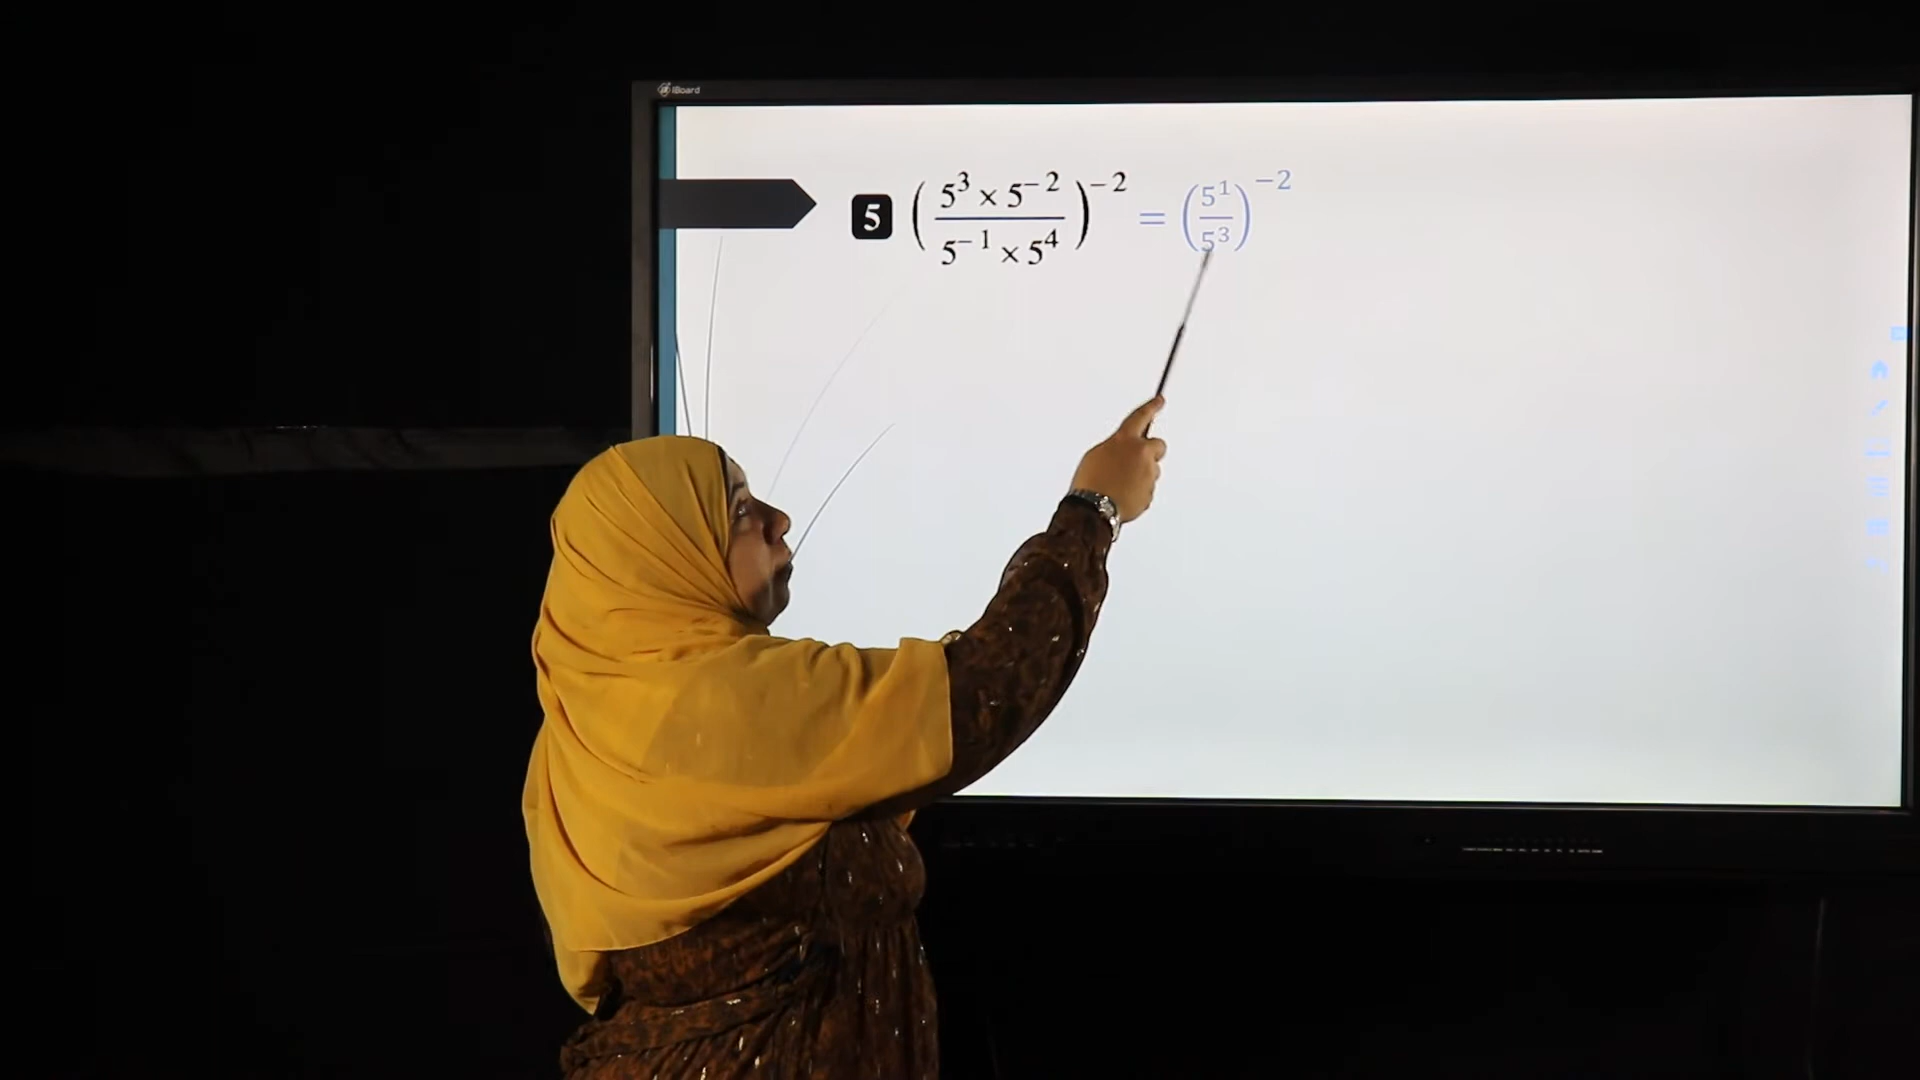 iBoard
5 (5³ × 5⁻² / 5⁻¹ × 5⁴)⁻² = (5¹ / 5³)⁻²